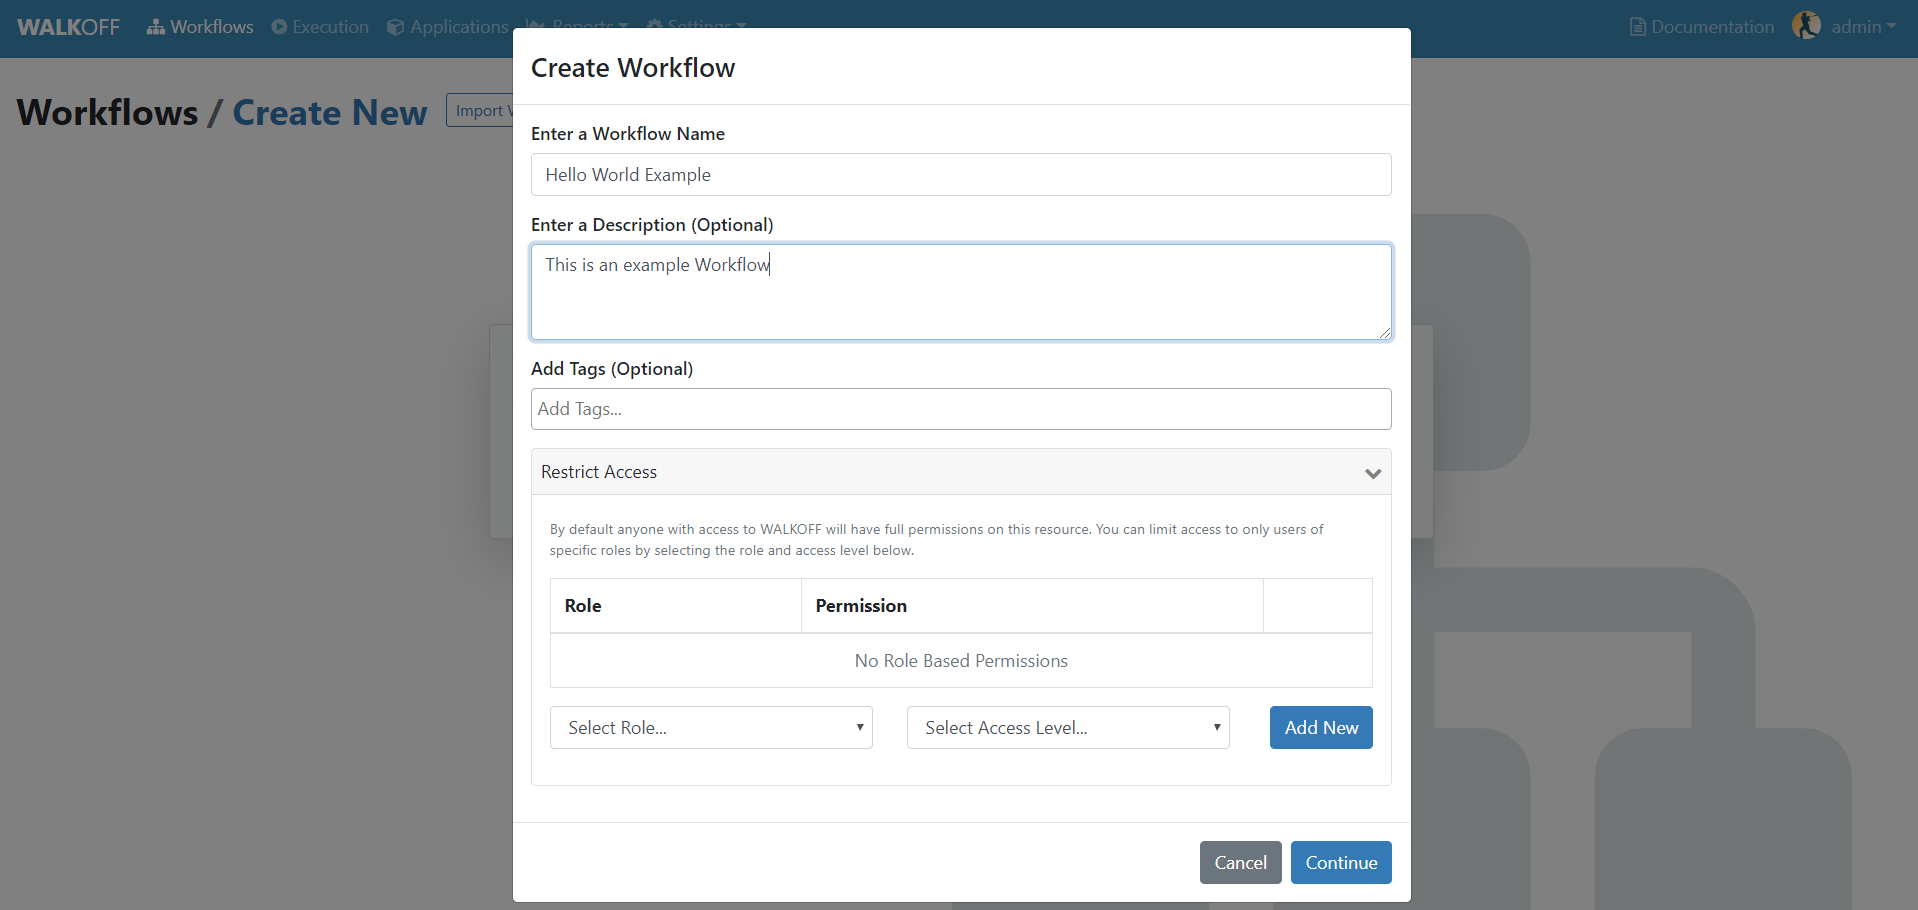 WALKOFF Workflows Execution Applications Reports Settings Documentation admin
Workflows / Create New Import
Create Workflow
Enter a Workflow Name
Hello World Example
Enter a Description (Optional)
This is an example Workflow
Add Tags (Optional)
Add Tags...
Restrict Access
By default anyone with access to WALKOFF will have full permissions on this resource. You can limit access to only users of
specific roles by selecting the role and access level below.
Role Permission
No Role Based Permissions
Select Role... Select Access Level... Add New
Cancel Continue